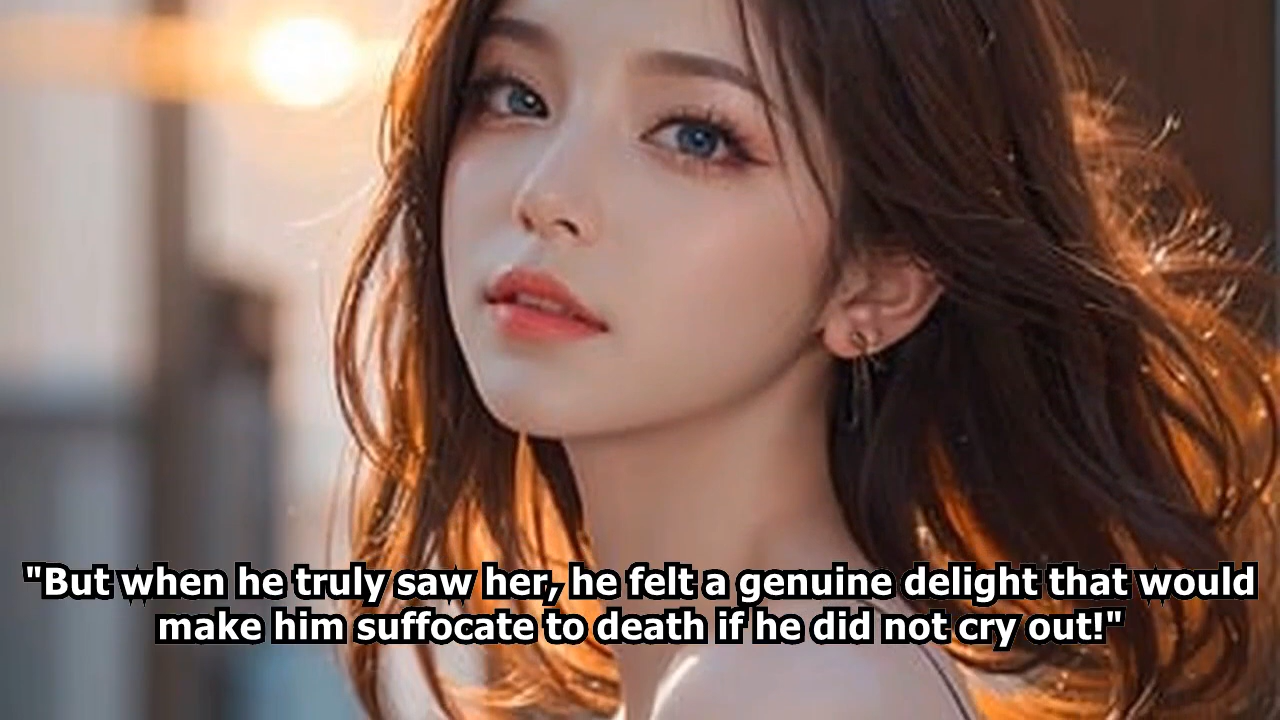 "But when he truly saw her, he felt a genuine delight that would
make him suffocate to death if he did not cry out!"